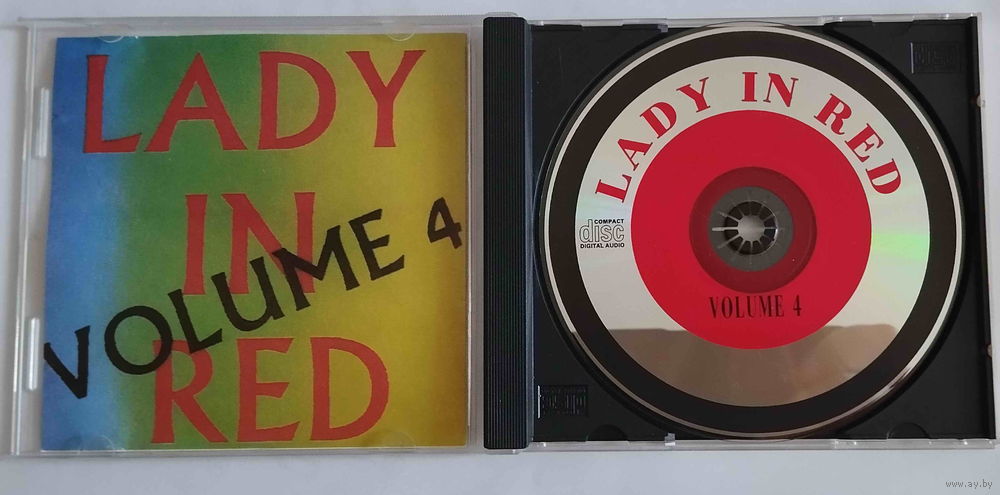 LADY
IN
RED
VOLUME 4
LADY IN RED
COMPACT
disc
DIGITAL AUDIO
VOLUME 4
www.ay.by